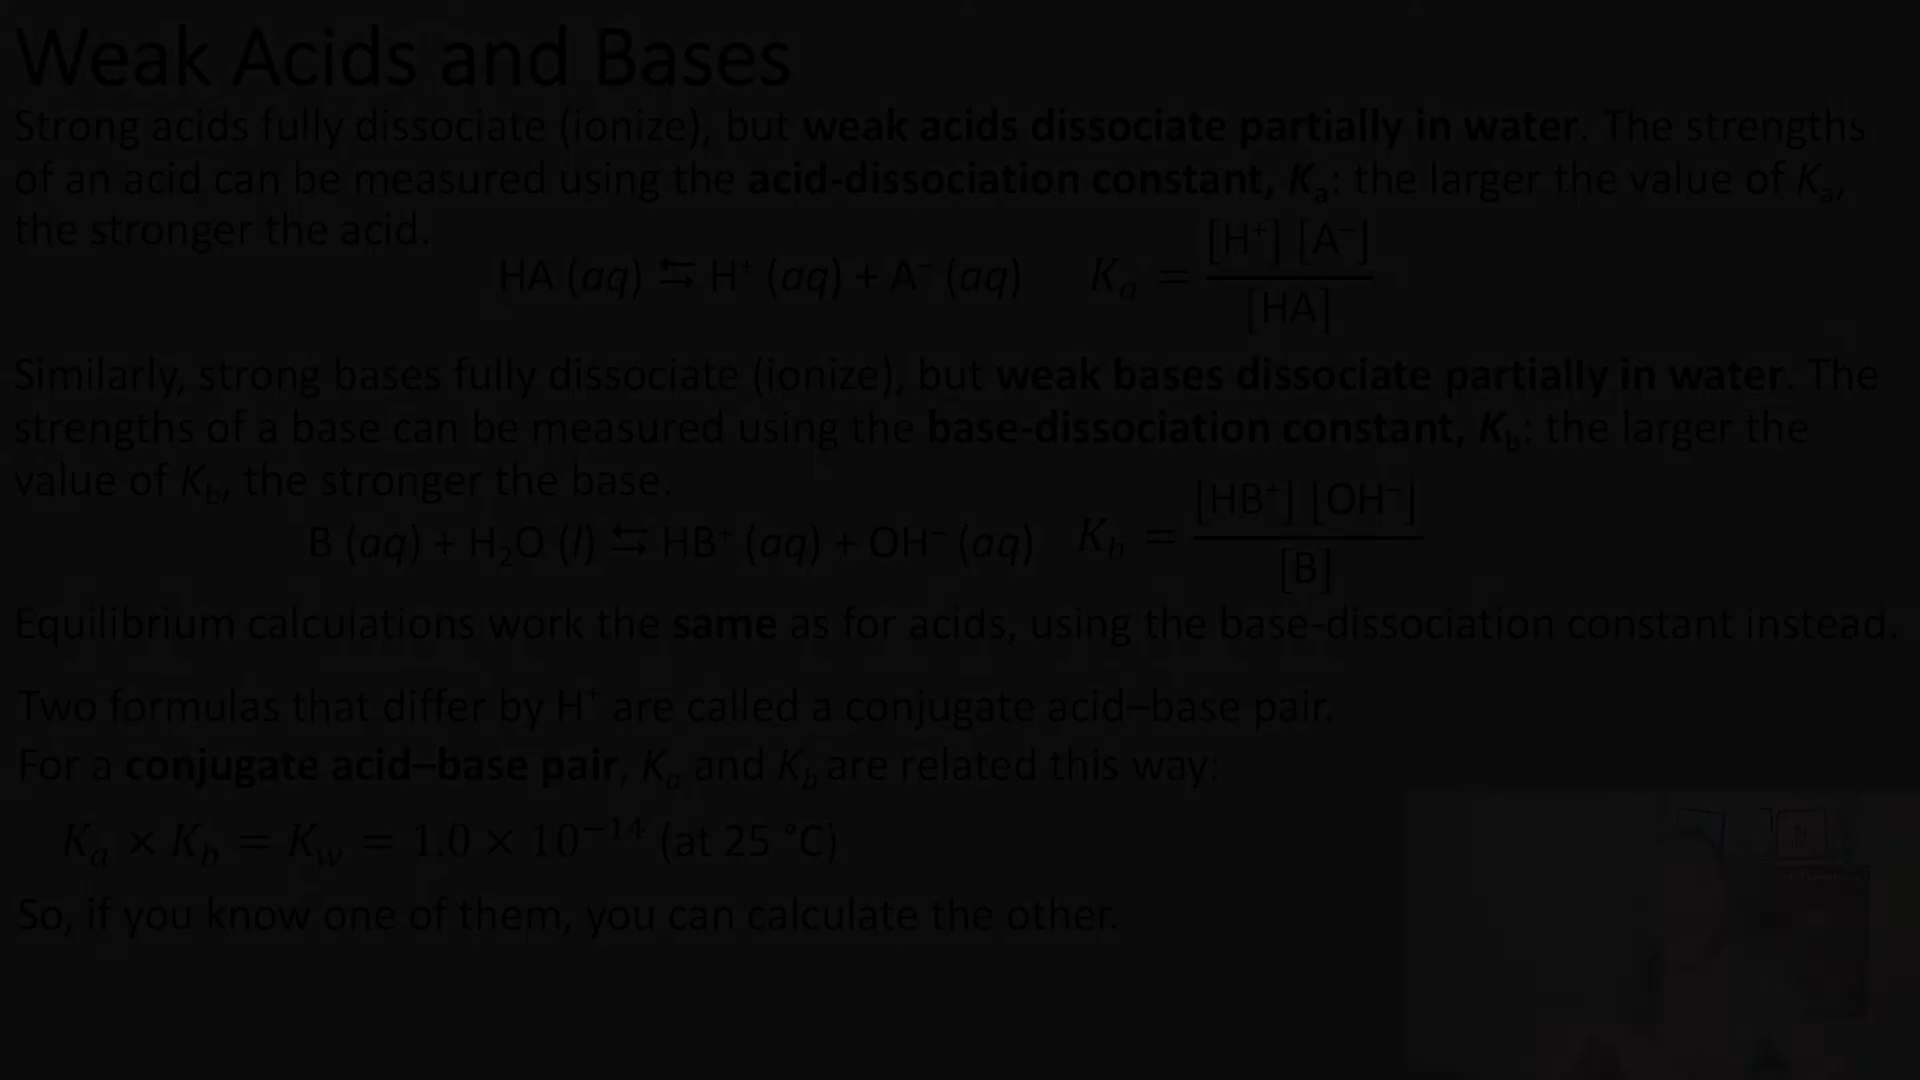 Weak Acids and Bases
Strong acids fully dissociate (ionize), but weak acids dissociate partially in water. The strengths
of an acid can be measured using the acid-dissociation constant, Kₐ: the larger the value of Kₐ,
the stronger the acid.
HA (aq) ⇆ H⁺ (aq) + A⁻ (aq) Kₐ = [H⁺] [A⁻] / [HA]
Similarly, strong bases fully dissociate (ionize), but weak bases dissociate partially in water. The
strengths of a base can be measured using the base-dissociation constant, K_b: the larger the
value of K_b, the stronger the base.
B (aq) + H₂O (l) ⇆ HB⁺ (aq) + OH⁻ (aq) K_b = [HB⁺] [OH⁻] / [B]
Equilibrium calculations work the same as for acids, using the base-dissociation constant instead.
Two formulas that differ by H⁺ are called a conjugate acid–base pair.
For a conjugate acid–base pair, Kₐ and K_b are related this way:
Kₐ × K_b = K_w = 1.0 × 10⁻¹⁴ (at 25 °C)
So, if you know one of them, you can calculate the other.
N